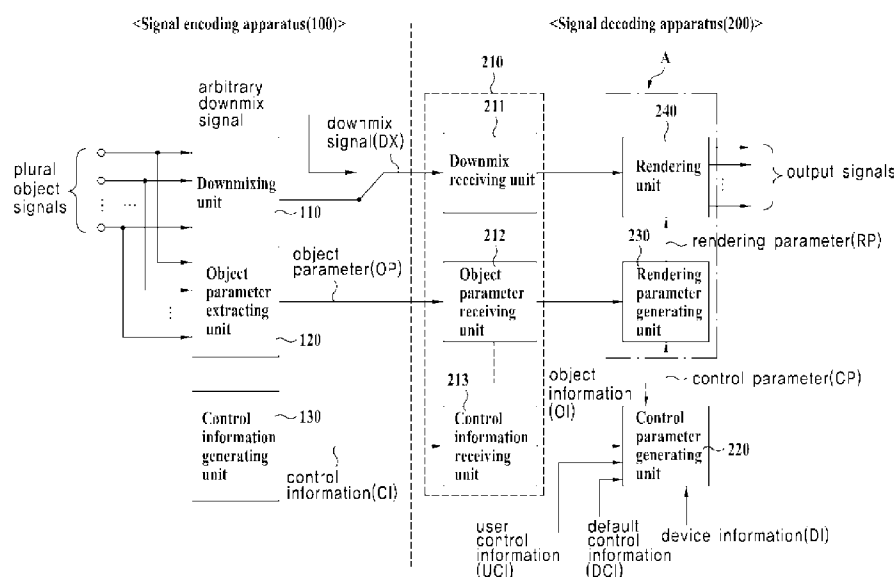 <Signal encoding apparatus(100)>
<Signal decoding apparatus(200)>
A
210
arbitrary
downmix
signal
211
downmix
signal(DX)
240
plural
object
signals
Downmixing
unit
110
Downmix
receiving unit
Rendering
unit
output signals
212
230
rendering parameter(RP)
object
parameter(OP)
Object
parameter
extracting
unit
120
Object
parameter
receiving
unit
Rendering
parameter
generating
unit
213
object
information
(OI)
control parameter(CP)
130
Control
information
generating
unit
Control
information
receiving
unit
Control
parameter
generating
unit
220
control
information(CI)
user
control
information
(UCI)
default
control
information
(DCI)
device information(DI)